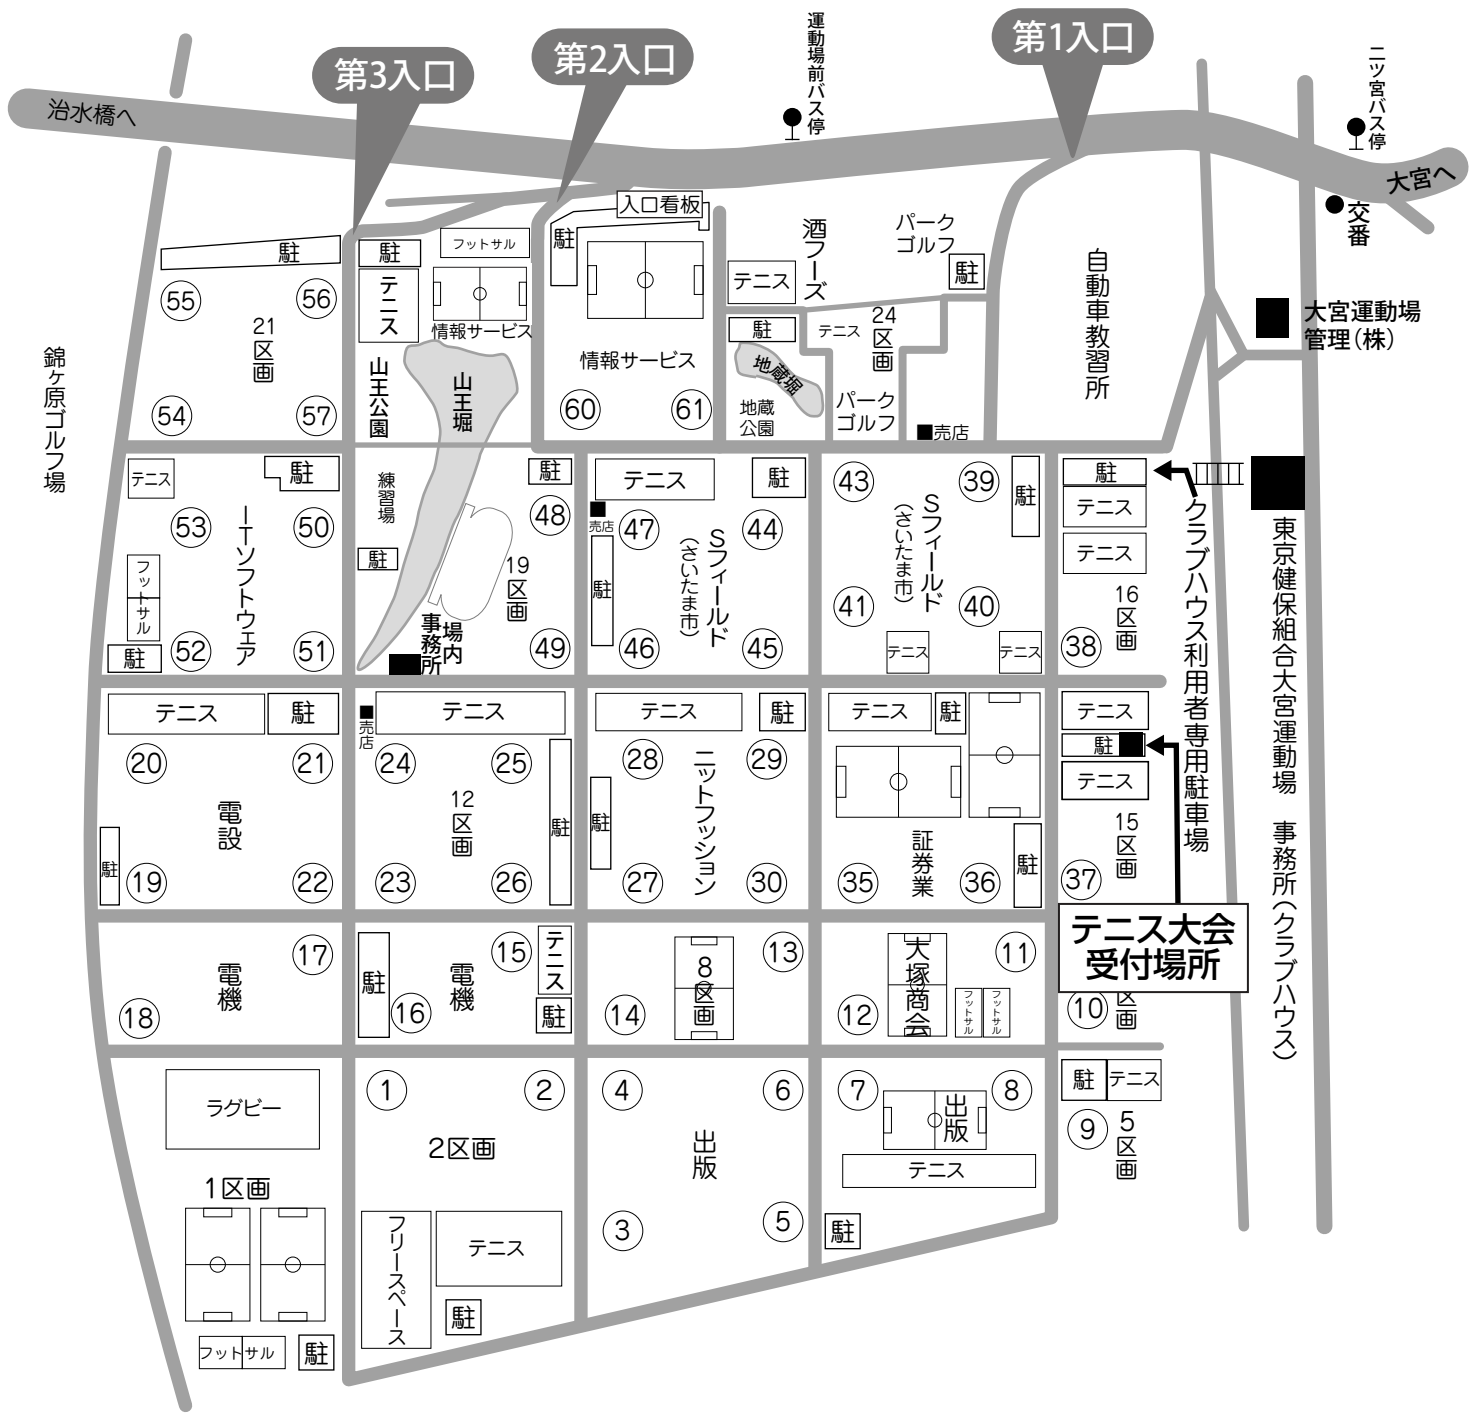 第1入口
第2入口
第3入口
運動場前バス停
二ツ宮バス停
治水橋へ
大宮へ
交番
入口看板
駐
駐
フットサル
駐
テニス
情報サービス
情報サービス
テニス
酒フーズ
パーク
ゴルフ
駐
自動車教習所
大宮運動場
管理(株)
55
56
21区画
54
57
錦ヶ原ゴルフ場
山王公園
山王堀
60
61
駐
地蔵堀
地蔵
公園
テニス
24区画
パーク
ゴルフ
売店
テニス
駐
53
50
ITソフトウェア
フットサル
52
51
駐
練習場
駐
駐
48
19区画
49
場内
事務所
テニス
駐
売店
47
44
駐
Sフィールド
(さいたま市)
46
45
43
39
駐
Sフィールド
(さいたま市)
41
40
テニス
テニス
駐
テニス
テニス
16区画
38
クラブハウス利用者専用駐車場
東京健保組合大宮運動場 事務所(クラブハウス)
テニス
駐
20
21
電設
駐
19
22
売店
テニス
24
25
12区画
駐
23
26
テニス
駐
28
29
駐
ニットファッション
27
30
テニス
駐
証券業
駐
35
36
テニス
駐
テニス
15区画
37
テニス大会
受付場所
17
電機
18
駐
16
電機
15
テニス
駐
13
8区画
14
大塚商会
11
12
フットサル
フットサル
10
区画
ラグビー
1区画
フットサル
駐
1
2
2区画
フリースペース
テニス
駐
4
6
出版
3
5
7
8
出版
テニス
駐
駐
テニス
9
5区画